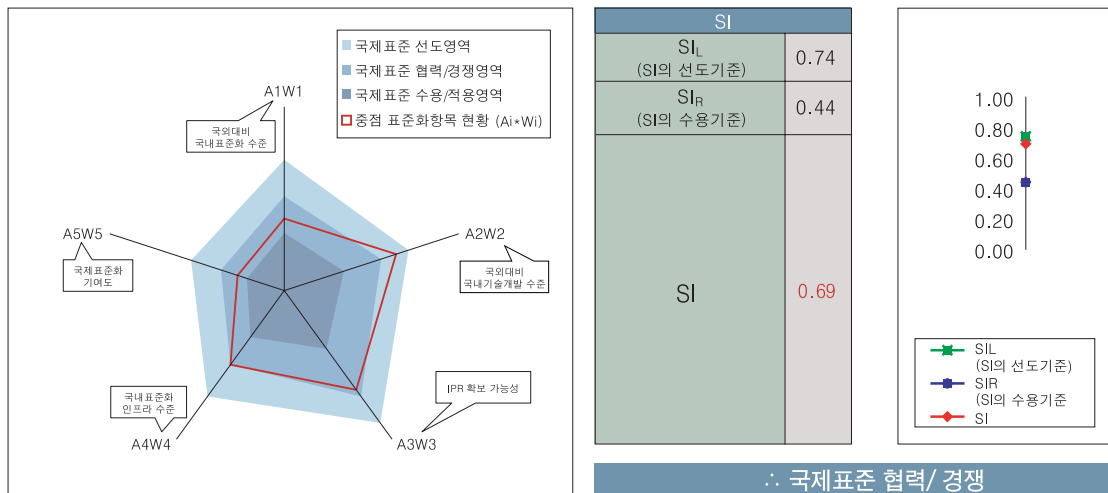 국제표준 선도영역
국제표준 협력/경쟁영역
국제표준 수용/적용영역
중점 표준화항목 현황 (Ai*Wi)
A1W1
국외대비
국내표준화 수준
A2W2
국외대비
국내기술개발 수준
IPR 확보 가능성
A3W3
국내표준화
인프라 수준
A4W4
A5W5
국제표준화
기여도
SI
SIL
(SI의 선도기준)
0.74
SIR
(SI의 수용기준)
0.44
SI
0.69
1.00
0.80
0.60
0.40
0.20
0.00
SIL
(SI의 선도기준)
SIR
(SI의 수용기준
SI
∴ 국제표준 협력/ 경쟁